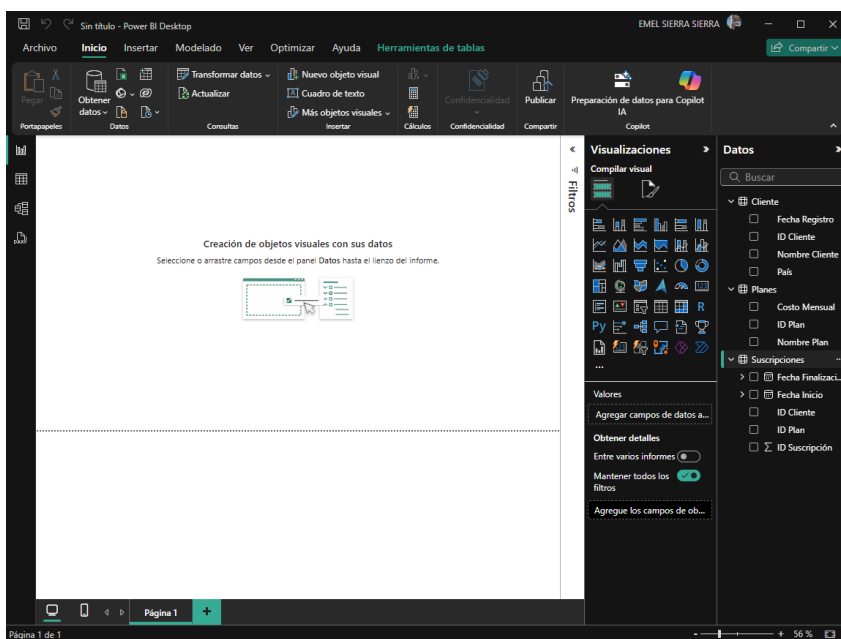 Sin título - Power BI Desktop
EMEL SIERRA SIERRA
Archivo Inicio Insertar Modelado Ver Optimizar Ayuda Herramientas de tablas
Compartir
Pegar
Portapapeles
Obtener
datos
Datos
Transformar datos
Actualizar
Consultas
Nuevo objeto visual
Cuadro de texto
Más objetos visuales
Insertar
Cálculos
Confidencialidad
Confidencialidad
Publicar
Compartir
Preparación de datos para
IA
Copilot
Copilot
Creación de objetos visuales con sus datos
Seleccione o arrastre campos desde el panel Datos hasta el lienzo del informe.
Filtros
Visualizaciones
Compilar visual
R
Py
Valores
Agregar campos de datos a...
Obtener detalles
Entre varios informes
Mantener todos los
filtros
Agregue los campos de ob...
Datos
Buscar
Cliente
Fecha Registro
ID Cliente
Nombre Cliente
País
Planes
Costo Mensual
ID Plan
Nombre Plan
Suscripciones
Fecha Finalizaci...
Fecha Inicio
ID Cliente
ID Plan
ID Suscripción
Página 1
Página 1 de 1
56 %